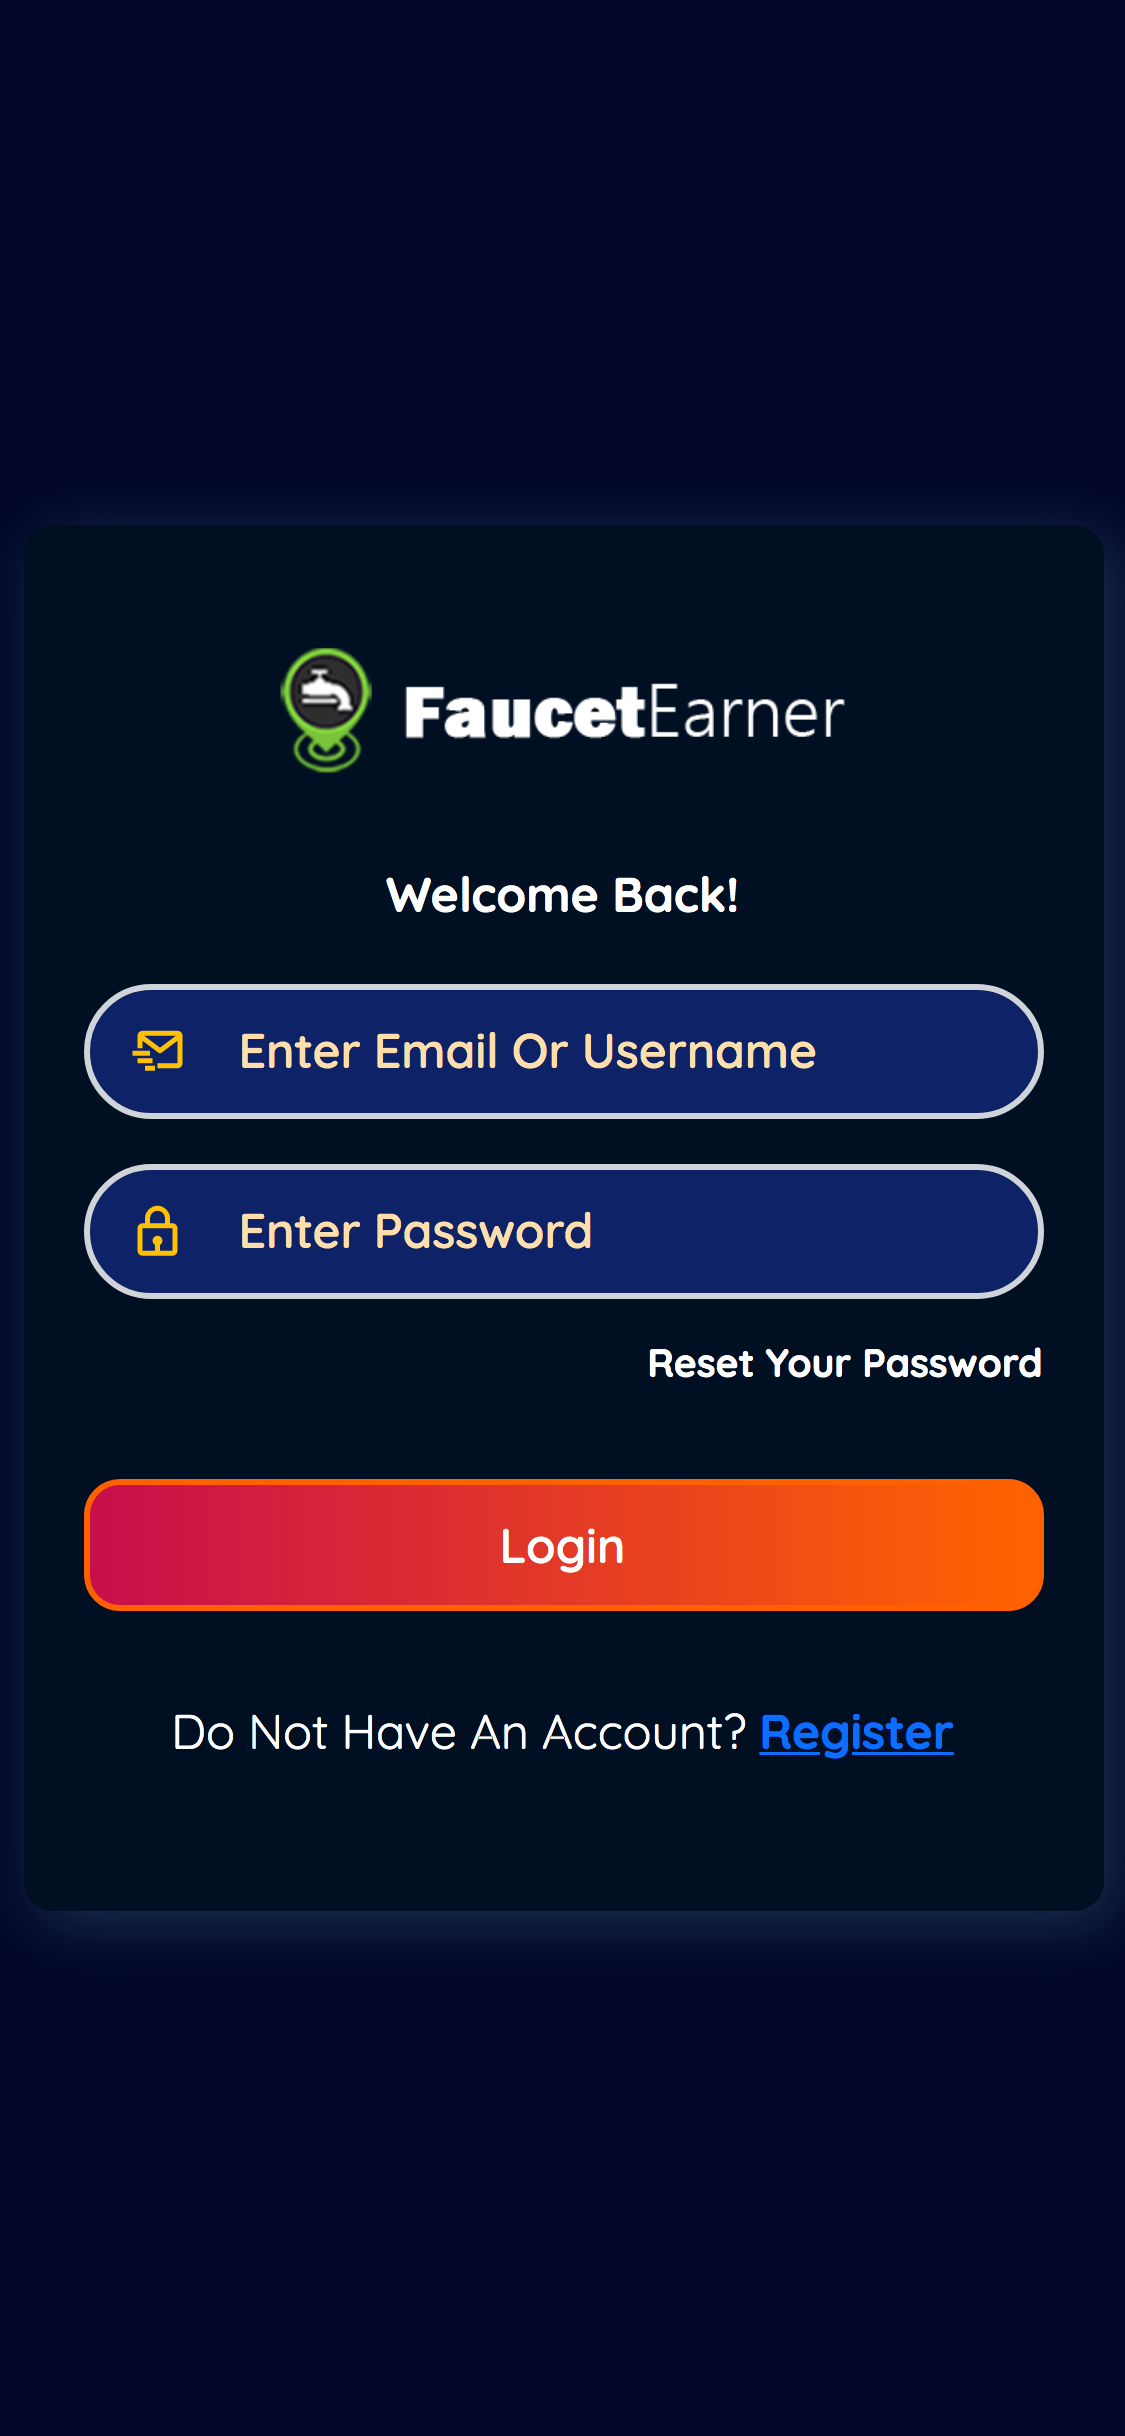 FaucetEarner
Welcome Back!
Enter Email Or Username
Enter Password
Reset Your Password
Login
Do Not Have An Account? Register